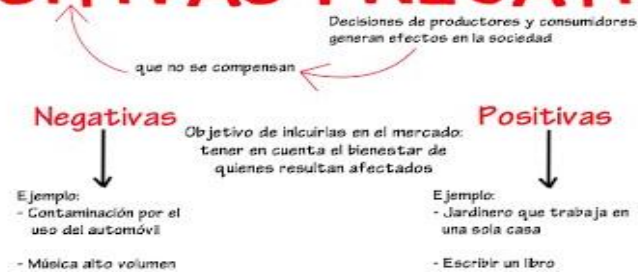 Decisiones de productores y consumidores
generan efectos en la sociedad
que no se compensan
Negativas
Positivas
Objetivo de inlcuirlas en el mercado:
tener en cuenta el bienestar de
quienes resultan afectados
Ejemplo:
- Contaminación por el
uso del automóvil
- Música alto volumen
Ejemplo:
- Jardinero que trabaja en
una sola casa
- Escribir un libro